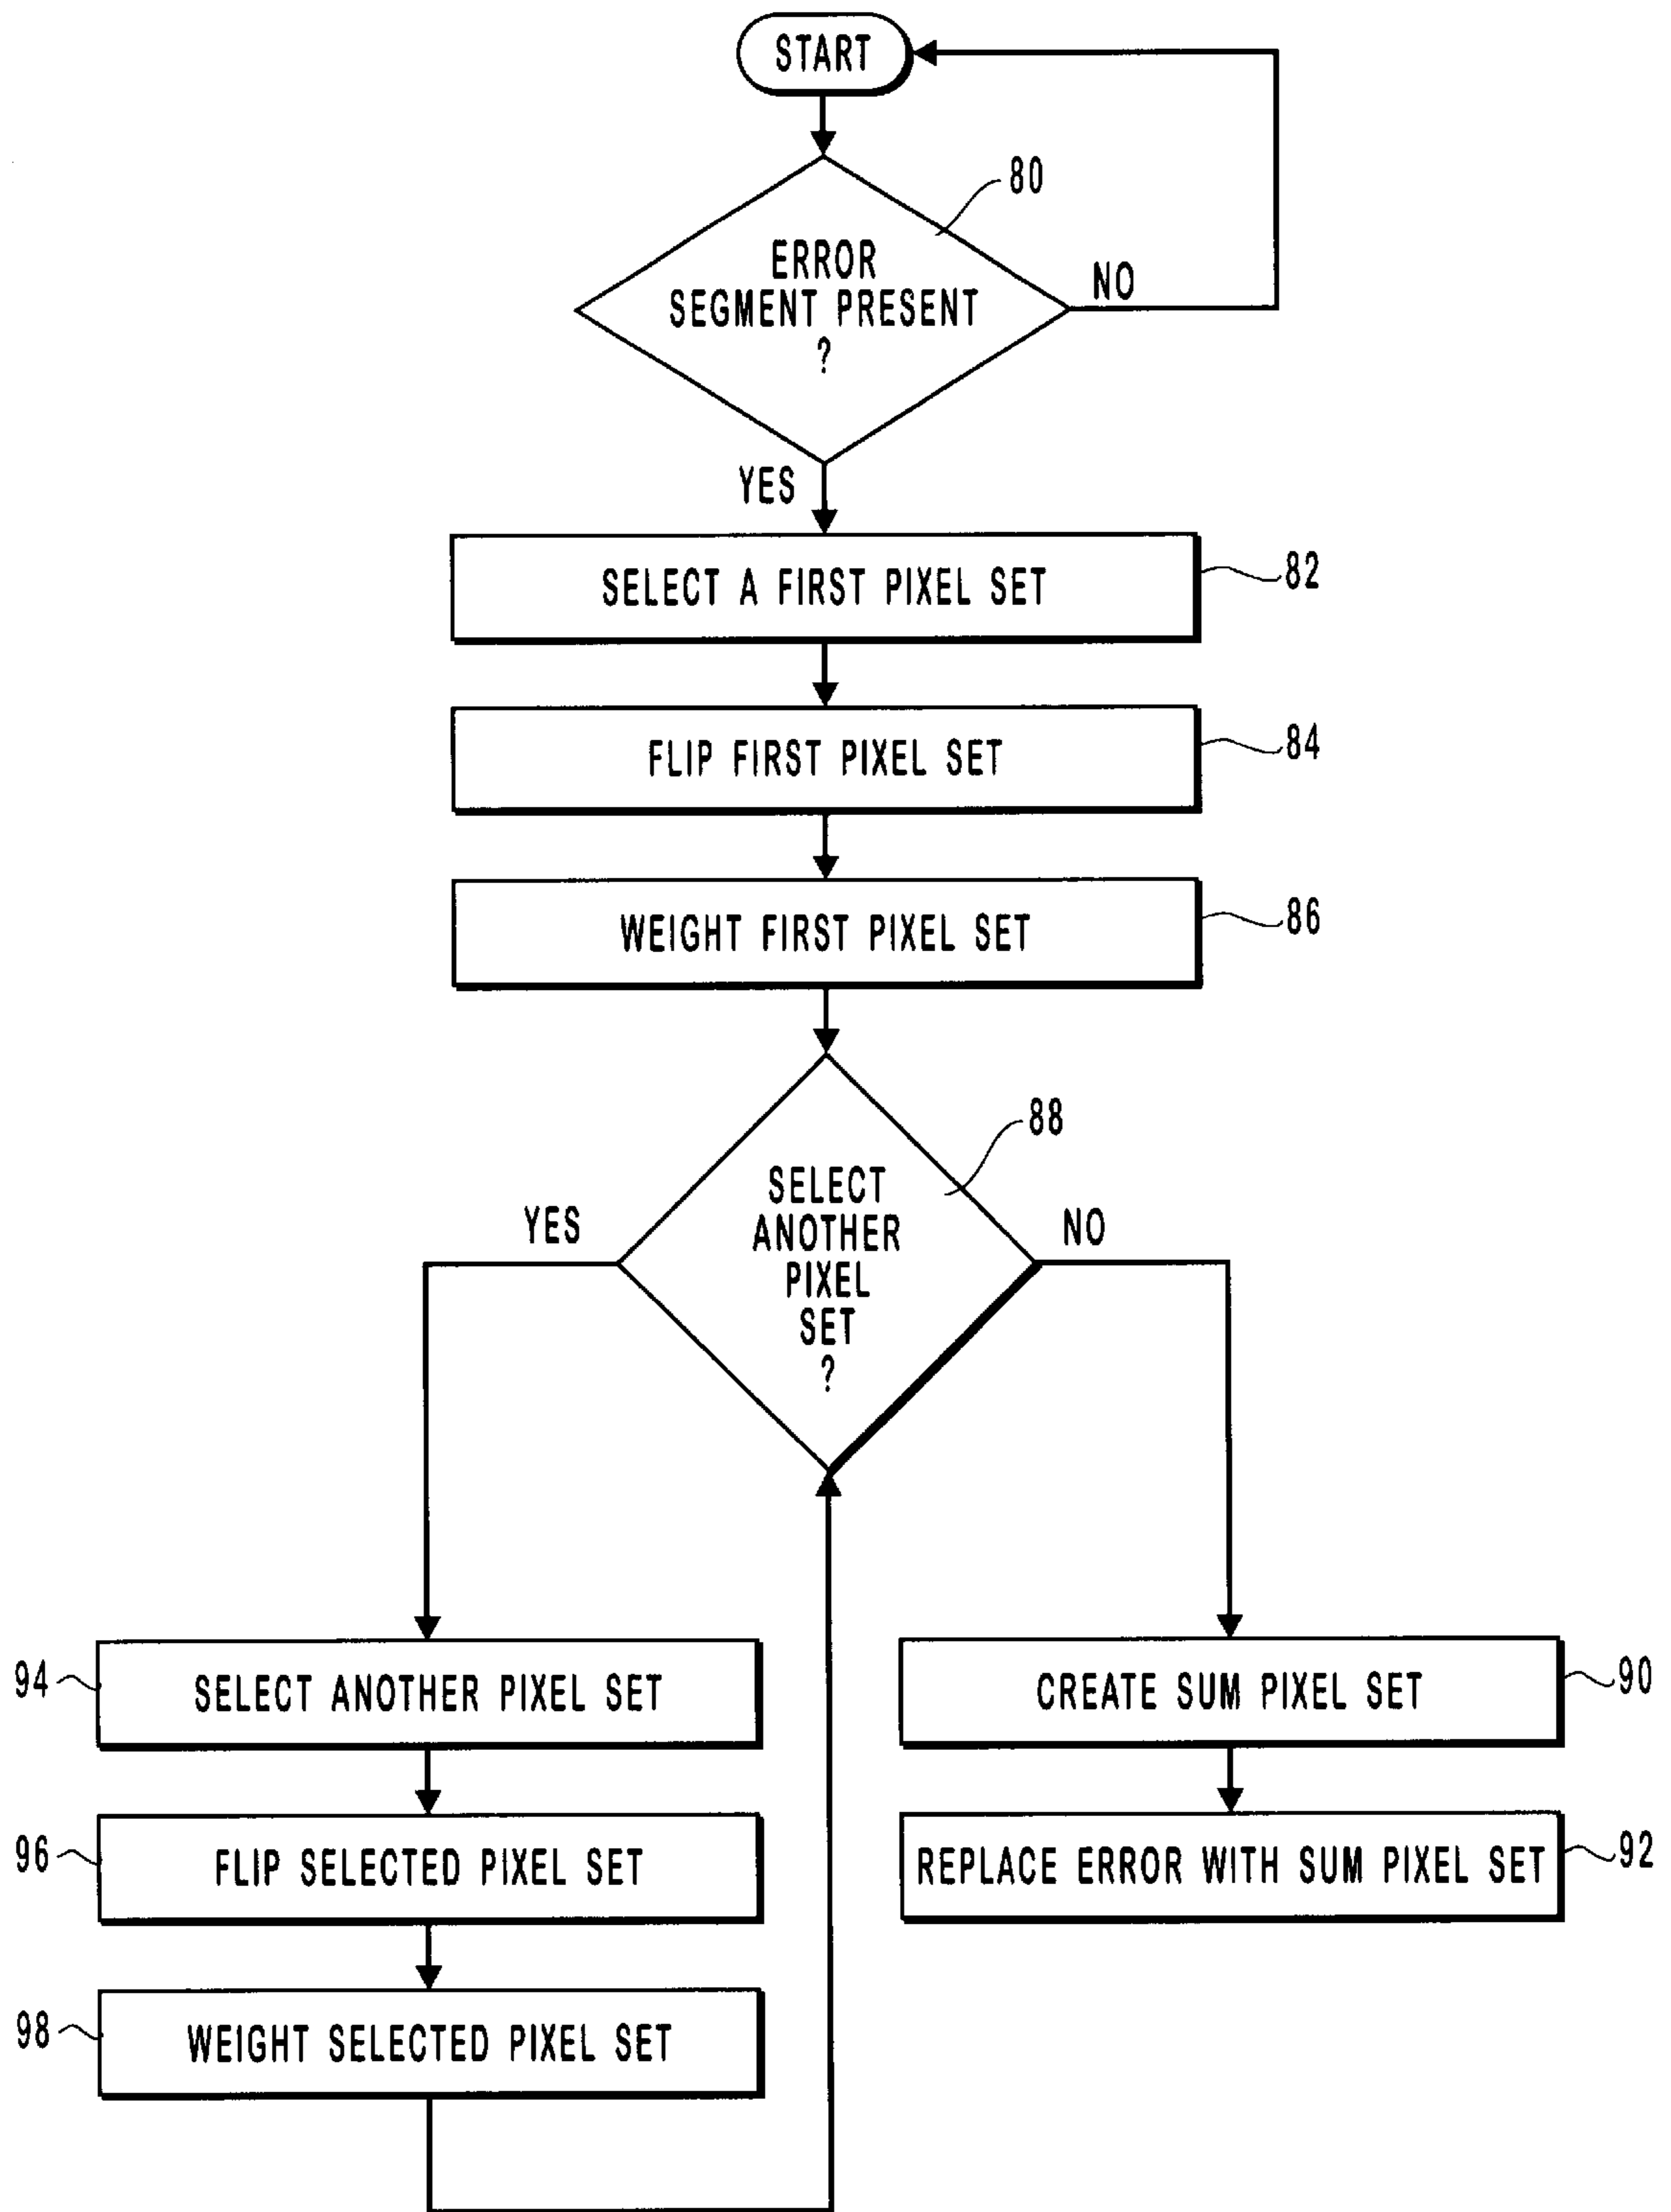 START
80
ERROR
SEGMENT PRESENT
?
NO
YES
SELECT A FIRST PIXEL SET
82
FLIP FIRST PIXEL SET
84
WEIGHT FIRST PIXEL SET
86
88
SELECT
ANOTHER
PIXEL
SET
?
YES
NO
94
SELECT ANOTHER PIXEL SET
CREATE SUM PIXEL SET
90
96
FLIP SELECTED PIXEL SET
REPLACE ERROR WITH SUM PIXEL SET
92
98
WEIGHT SELECTED PIXEL SET